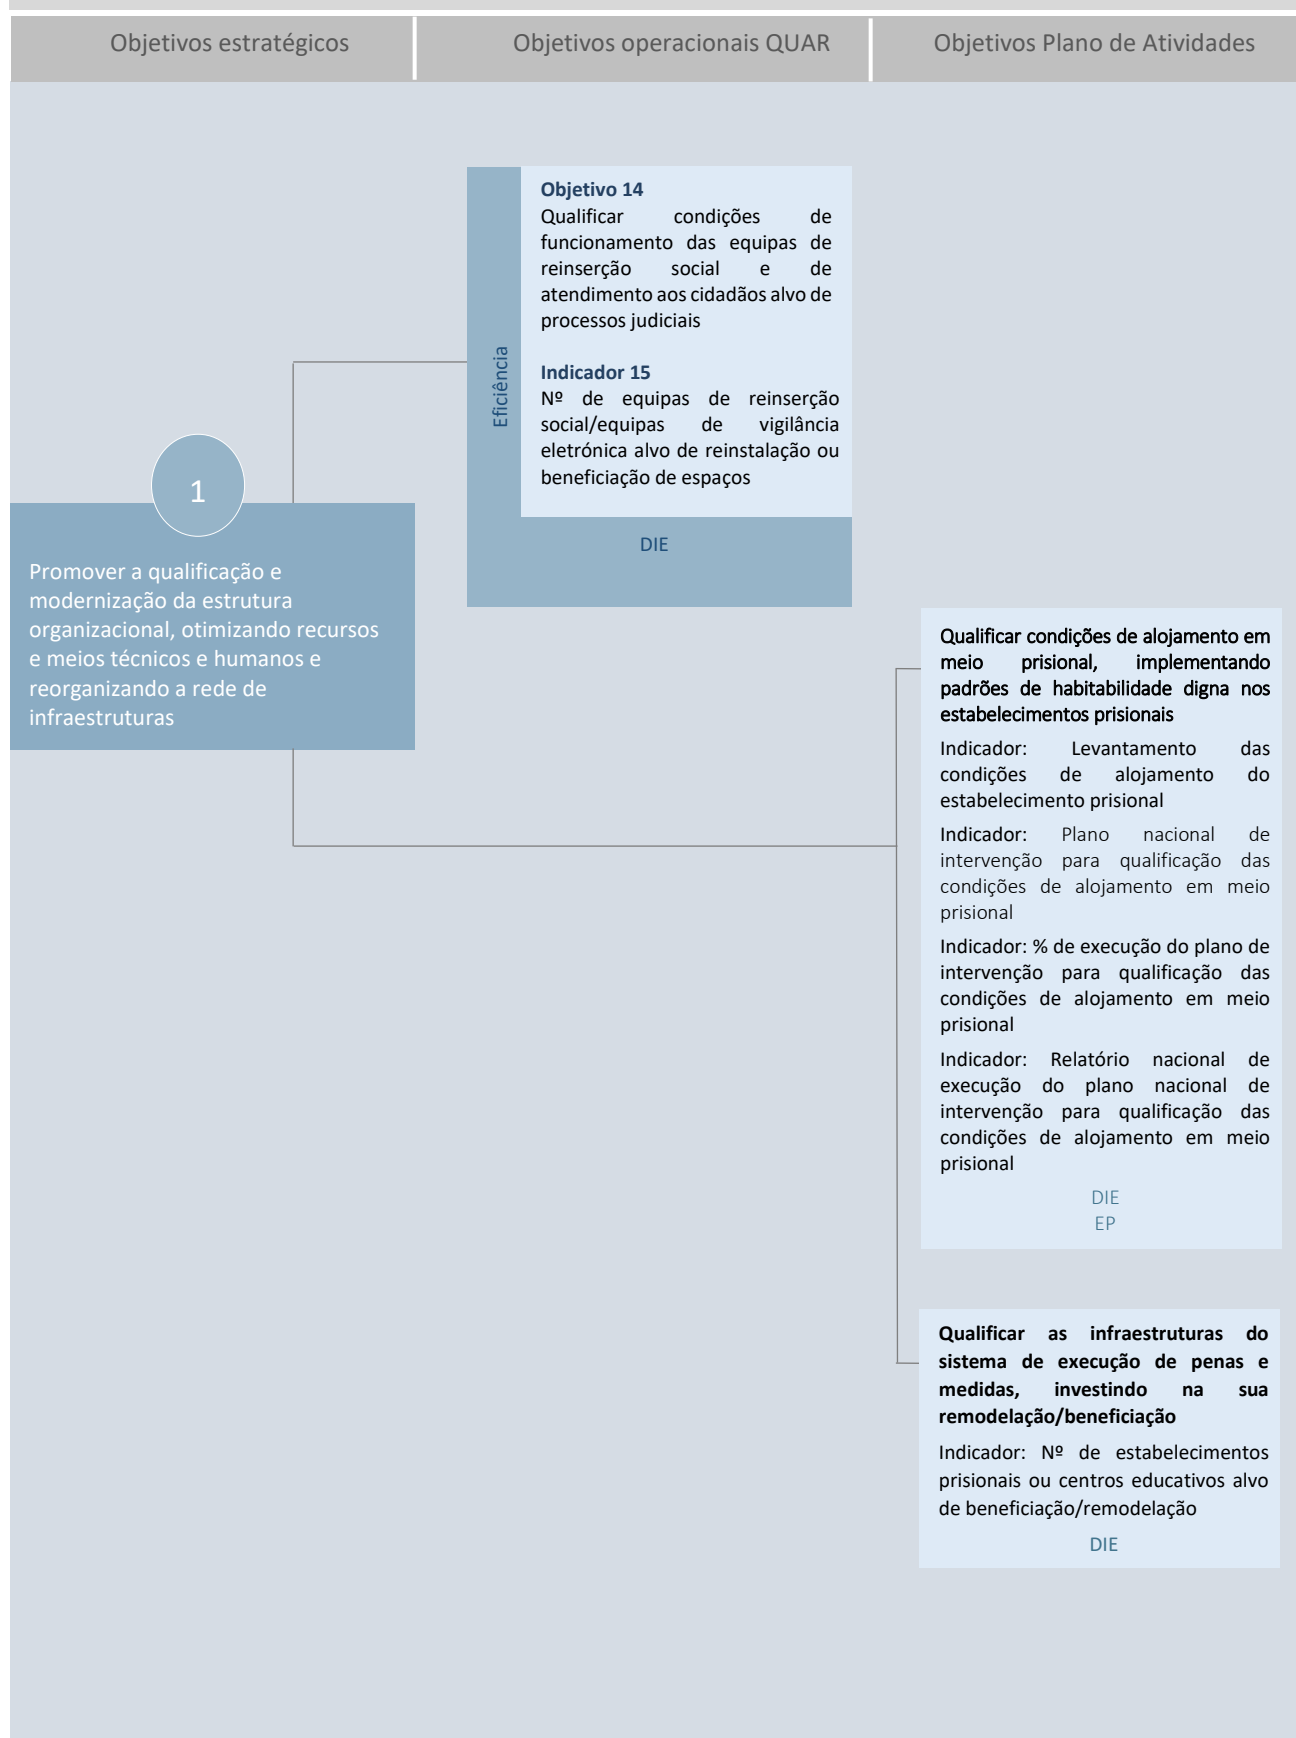 Objetivos estratégicos
Objetivos operacionais QUAR
Objetivos Plano de Atividades
1
Promover a qualificação e
modernização da estrutura
organizacional, otimizando recursos
e meios técnicos e humanos e
reorganizando a rede de
infraestruturas
Eficiência
Objetivo 14
Qualificar condições de
funcionamento das equipas de
reinserção social e de
atendimento aos cidadãos alvo de
processos judiciais
Indicador 15
Nº de equipas de reinserção
social/equipas de vigilância
eletrónica alvo de reinstalação ou
beneficiação de espaços
DIE
Qualificar condições de alojamento em
meio prisional, implementando
padrões de habitabilidade digna nos
estabelecimentos prisionais
Indicador: Levantamento das
condições de alojamento do
estabelecimento prisional
Indicador: Plano nacional de
intervenção para qualificação das
condições de alojamento em meio
prisional
Indicador: % de execução do plano de
intervenção para qualificação das
condições de alojamento em meio
prisional
Indicador: Relatório nacional de
execução do plano nacional de
intervenção para qualificação das
condições de alojamento em meio
prisional
DIE
EP
Qualificar as infraestruturas do
sistema de execução de penas e
medidas, investindo na sua
remodelação/beneficiação
Indicador: Nº de estabelecimentos
prisionais ou centros educativos alvo
de beneficiação/remodelação
DIE